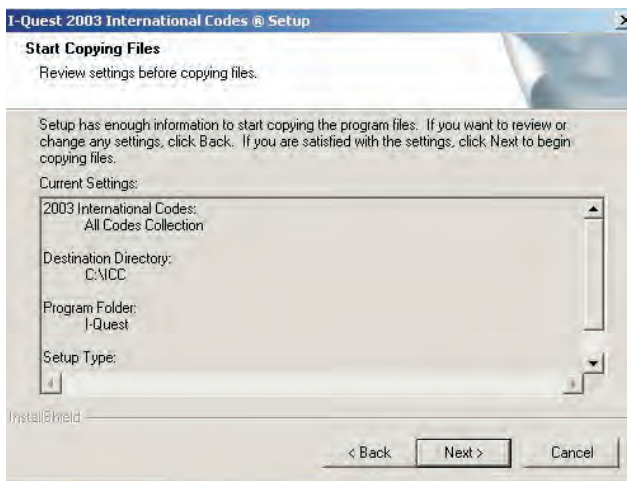 I-Quest 2003 International Codes ® Setup
Start Copying Files
Review settings before copying files.
Setup has enough information to start copying the program files. If you want to review or
change any settings, click Back. If you are satisfied with the settings, click Next to begin
copying files.
Current Settings:
2003 International Codes:
All Codes Collection
Destination Directory:
C:\ICC
Program Folder:
I-Quest
Setup Type:
InstallShield
< Back
Next >
Cancel